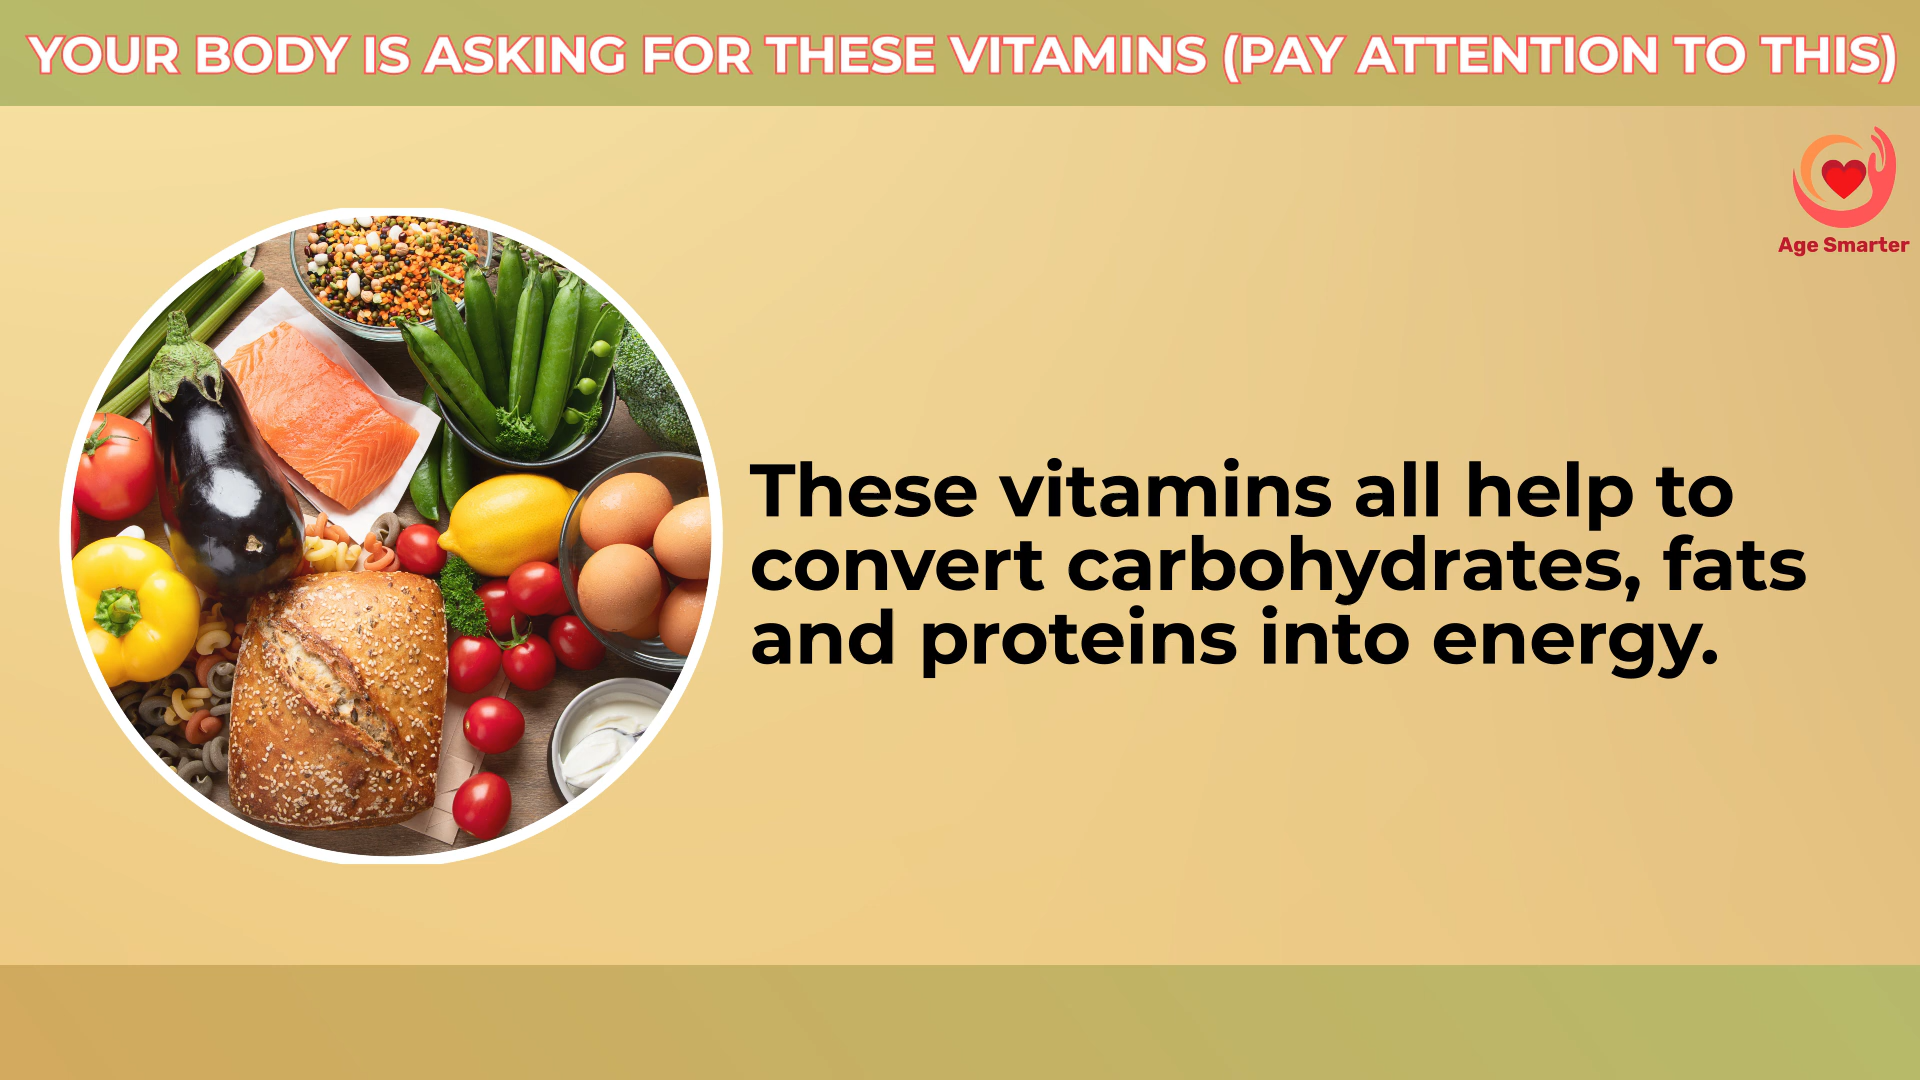 YOUR BODY IS ASKING FOR THESE VITAMINS (PAY ATTENTION TO THIS)
Age Smarter
These vitamins all help to
convert carbohydrates, fats
and proteins into energy.